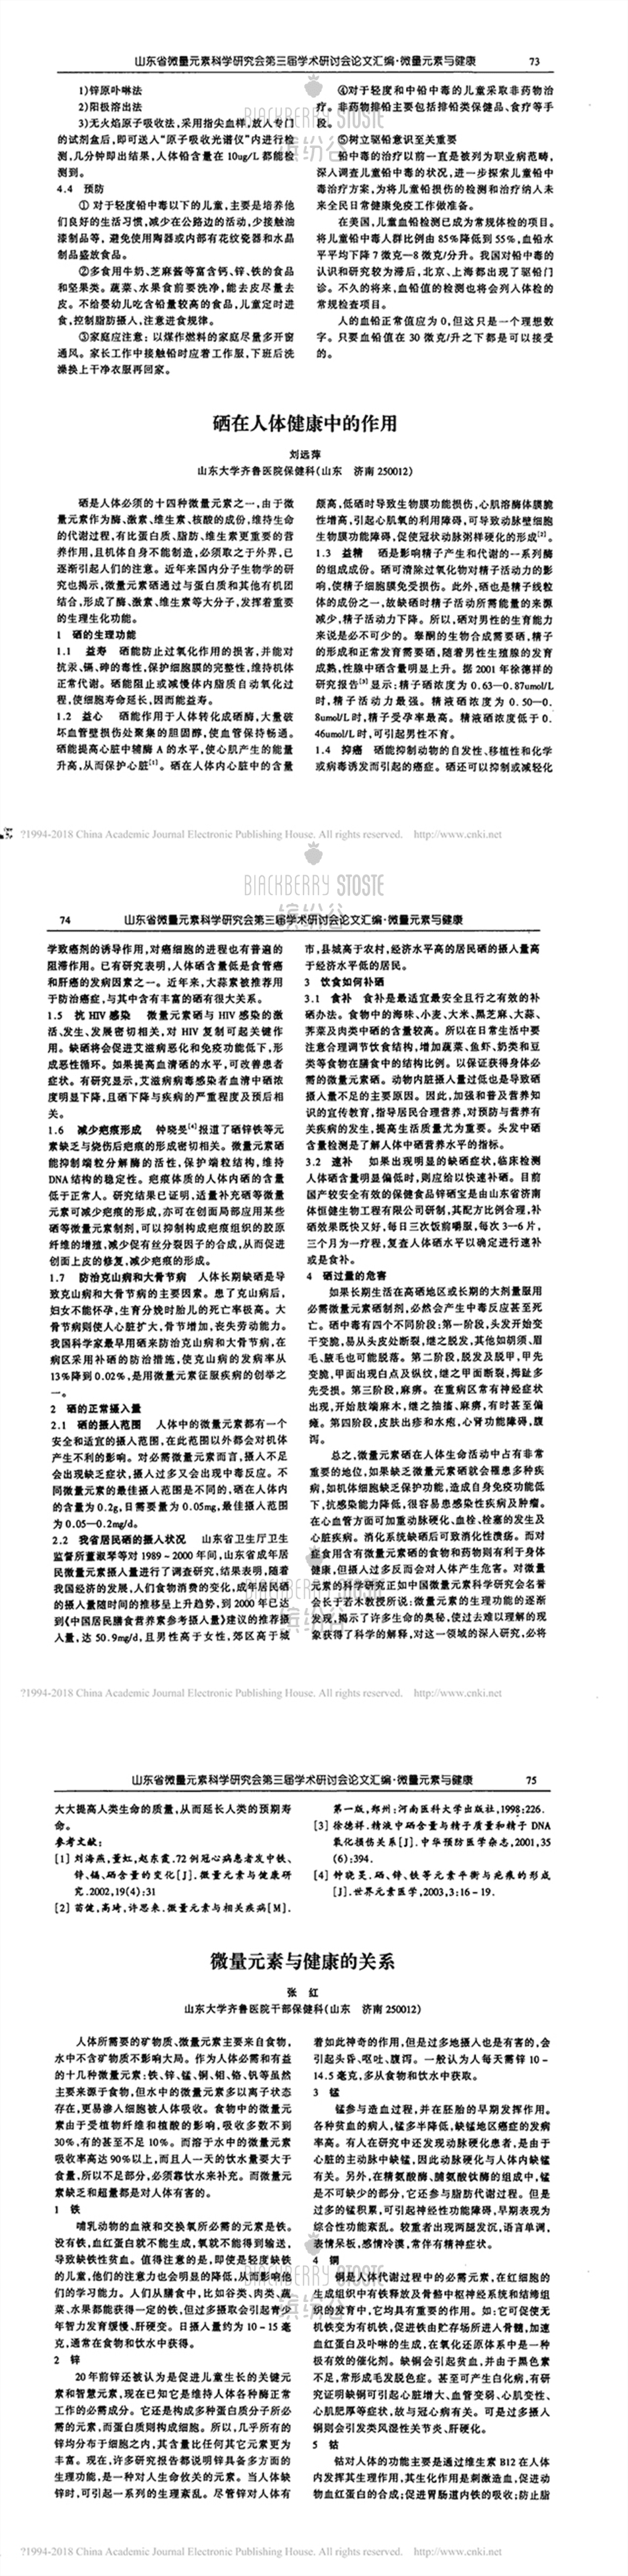 山东省微量元素科学研究会第三届学术研讨会论文汇编·微量元素与健康 73
1)锌原卟啉法
2)阳极溶出法
3)无火焰原子吸收法,采用指尖血样,放人专门
的试剂盒后,即可送人“原子吸收光谱仪”内进行检
测,几分钟即出结果,人体铅含量在 10ug/L 都能检
测到。
4.4 预防
① 对于轻度铅中毒以下的儿童,主要是培养他
们良好的生活习惯,减少在公路边的活动,少接触油
漆制品等,避免使用陶器或内部有花纹瓷器和水晶
制品盛放食品。
②多食用牛奶、芝麻酱等富含钙、锌、铁的食品
和坚果类。蔬菜、水果食前要洗净,能去皮尽量去
皮。不给婴幼儿吃含铅量较高的食品,儿童定时进
食,控制脂肪摄人,注意进食规律。
③家庭应注意:以煤作燃料的家庭尽量多开窗
通风。家长工作中接触铅时应着工作服,下班后洗
澡换上干净衣服再回家。
④对于轻度和中铅中毒的儿童采取非药物治
疗。非药物排铅主要包括排铅类保健品、食疗等手
段。
⑤树立驱铅意识至关重要
铅中毒的治疗以前一直是被列为职业病范畴,
深人调查儿童铅中毒的状况,进一步探索儿童铅中
毒治疗方案,为将儿童铅损伤的检测和治疗纳人未
来全民日常健康免疫工作做准备。
在美国,儿童血铅检测已成为常规体检的项目。
将儿童铅中毒人群比例由 85%降低到 55%,血铅水
平平均下降 7 微克—8 微克/分升。我国对铅中毒的
认识和研究较为滞后,北京、上海都出现了驱铅门
诊。不久的将来,血铅值的检测也将会列人体检的
常规检查项目。
人的血铅正常值应为 0,但这只是一个理想数
字。只要血铅值在 30 微克/升之下都是可以接受
的。
BIACKBERRY STOSTE
缤纷谷
硒在人体健康中的作用
刘远萍
山东大学齐鲁医院保健科(山东 济南 250012)
硒是人体必须的十四种微量元素之一,由于微
量元素作为酶、激素、维生素、核酸的成份,维持生命
的代谢过程,有比蛋白质、脂肪、维生素更重要的营
养作用,且机体自身不能制造,必须取之于外界,已
逐渐引起人们的注意。近年来国内分子生物学的研
究也揭示,微量元素硒通过与蛋白质和其他有机团
结合,形成了酶、激素、维生素等大分子,发挥着重要
的生理生化功能。
1 硒的生理功能
1.1 益寿 硒能防止过氧化作用的损害,并能对
抗汞、镉、砷的毒性,保护细胞膜的完整性,维持机体
正常代谢。硒能阻止或减慢体内脂质自动氧化过
程,使细胞寿命延长,因而能益寿。
1.2 益心 硒能作用于人体转化成硒酶,大量破
坏血管壁损伤处聚集的胆固醇,使血管保持畅通。
硒能提高心脏中辅酶 A 的水平,使心肌产生的能量
升高,从而保护心脏[1]。硒在人体内心脏中的含量
颇高,低硒时导致生物膜功能损伤,心肌溶酶体膜脆
性增高,引起心肌氧的利用障碍,可导致动脉壁细胞
生物膜功能障碍,促使冠状动脉粥样硬化的形成[2]。
1.3 益精 硒是影响精子产生和代谢的一系列酶
的组成成份。硒可清除过氧化物对精子活动力的影
响,使精子细胞膜免受损伤。此外,硒也是精子线粒
体的成份之一,故缺硒时精子活动所需能量的来源
减少,精子活动力下降。所以,硒对男性的生育能力
来说是必不可少的。睾酮的生物合成需要硒,精子
的形成和正常发育需要硒,随着男性生殖腺的发育
成熟,性腺中硒含量明显上升。据 2001 年徐德祥的
研究报告[3]显示:精子硒浓度为 0.63—0.87umol/L
时,精子活动力最强。精液硒浓度为 0.50—0.
8umol/L 时,精子受孕率最高。精液硒浓度低于 0.
46umol/L 时,可引起男性不育。
1.4 抑癌 硒能抑制动物的自发性、移植性和化学
或病毒诱发而引起的癌症。硒还可以抑制或减轻化
?1994-2018 China Academic Journal Electronic Publishing House. All rights reserved. http://www.cnki.net
BIACKBERRY STOSTE
缤纷谷
74 山东省微量元素科学研究会第三届学术研讨会论文汇编·微量元素与健康
学致癌剂的诱导作用,对癌细胞的进程也有普遍的
阻滞作用。已有研究表明,人体硒含量低是食管癌
和肝癌的发病因素之一。近年来,大蒜素被推荐用
于防治癌症,与其中含有丰富的硒有很大关系。
1.5 抗 HIV 感染 微量元素硒与 HIV 感染的激
活、发生、发展密切相关,对 HIV 复制可起关键作
用。缺硒将会促进艾滋病恶化和免疫功能低下,形
成恶性循环。如果提高血清硒的水平,可改善患者
症状。有研究显示,艾滋病病毒感染者血清中硒浓
度明显下降,且硒下降与疾病的严重程度及预后相
关。
1.6 减少疤痕形成 钟晓旻[4]报道了硒锌铁等元
素缺乏与烧伤后疤痕的形成密切相关。微量元素硒
能抑制端粒分解酶的活性,保护端粒结构,维持
DNA 结构的稳定性。疤痕体质的人体内硒的含量
低于正常人。研究结果已证明,适量补充硒等微量
元素可减少疤痕的形成,亦可在创面局部应用某些
硒等微量元素制剂,可以抑制构成疤痕组织的胶原
纤维的增殖,减少促有丝分裂因子的合成,从而促进
创面上皮的修复,减少疤痕的形成。
1.7 防治克山病和大骨节病 人体长期缺硒是导
致克山病和大骨节病的主要因素。患了克山病后,
妇女不能怀孕,生育分娩时胎儿的死亡率极高。大
骨节病则使人心脏扩大,骨节增加,丧失劳动能力。
我国科学家最早用硒来防治克山病和大骨节病,在
病区采用补硒的防治措施,使克山病的发病率从
13%降到 0.02%,是用微量元素征服疾病的创举之
一。
2 硒的正常摄入量
2.1 硒的摄人范围 人体中的微量元素都有一个
安全和适宜的摄人范围,在此范围以外都会对机体
产生不利的影响。对必需微量元素而言,摄人不足
会出现缺乏症状,摄人过多又会出现中毒反应。不
同微量元素的最佳摄人范围是不同的,硒在人体内
的含量为 0.2g,日需要量为 0.05mg,最佳摄人范围
为 0.05—0.2mg/d。
2.2 我省居民硒的摄人状况 山东省卫生厅卫生
监督所董淑琴等对 1989－2000 年间,山东省成年居
民微量元素摄人量进行了调查研究,结果表明,随着
我国经济的发展,人们食物消费的变化,成年居民硒
的摄人量随时间的推移呈上升趋势,到 2000 年已达
到《中国居民膳食营养素参考摄人量》建议的推荐摄
人量,达 50.9mg/d,且男性高于女性,郊区高于城
市,县城高于农村,经济水平高的居民硒的摄人量高
于经济水平低的居民。
3 饮食如何补硒
3.1 食补 食补是最适宜最安全且行之有效的补
硒办法。食物中的海味、小麦、大米、黑芝麻、大蒜、
荠菜及肉类中硒的含量较高。所以在日常生活中要
注意合理调节饮食结构,增加蔬菜、鱼虾、奶类和豆
类等食物在膳食中的结构比例。以保证获得身体必
需的微量元素硒。动物内脏摄人量过低也是导致硒
摄人量不足的主要原因。因此,加强和普及营养知
识的宣传教育,指导居民合理营养,对预防与营养有
关疾病的发生,提高生活质量尤为重要。头发中硒
含量检测是了解人体中硒营养水平的指标。
3.2 速补 如果出现明显的缺硒症状,临床检测
人体硒含量明显偏低时,则应给以快速补硒。目前
国产较安全有效的保健食品锌硒宝是由山东省济南
体恒健生物工程有限公司研制,其配方比例合理,补
硒效果既快又好,每日三次饭前嚼服,每次 3—6 片,
三个月为一疗程,复查人体硒水平以确定进行速补
或是食补。
4 硒过量的危害
如果长期生活在高硒地区或长期的大剂量服用
必需微量元素硒制剂,必然会产生中毒反应甚至死
亡。硒中毒有四个不同阶段:第一阶段,头发开始变
干变脆,易从头皮处断裂,继之脱发,其他如胡须、眉
毛、腋毛也可能脱落。第二阶段,脱发及脱甲,甲先
变脆,甲面出现白点及纵纹,继之甲面断裂,拇趾多
先受损。第三阶段,麻痹。在重病区常有神经症状
出现,开始肢端麻木,继之抽搐、麻痹,有时甚至偏
瘫。第四阶段,皮肤出疹和水疱,心肾功能障碍,腹
泻。
总之,微量元素硒在人体生命活动中占有非常
重要的地位,如果缺乏微量元素硒就会罹患多种疾
病,如机体细胞缺乏保护功能,造成自身免疫功能低
下,抗感染能力降低,很容易患感染性疾病及肿瘤。
在心血管方面可加重动脉硬化、血栓、栓塞的发生及
心脏疾病。消化系统缺硒后可致消化性溃疡。而对
是食用含有微量元素硒的食物和药物则有利于身体
健康,但摄人过多反而会对人体产生危害。对微量
元素的科学研究正如中国微量元素科学研究会名誉
会长于若木教授所说:微量元素的生理功能的逐渐
发现,揭示了许多生命的奥秘,使过去难以理解的现
象获得了科学的解释,对这一领域的深人研究,必将
缤纷谷
?1994-2018 China Academic Journal Electronic Publishing House. All rights reserved. http://www.cnki.net
山东省微量元素科学研究会第三届学术研讨会论文汇编·微量元素与健康 75
大大提高人类生命的质量,从而延长人类的预期寿
命。
参考文献:
[1] 刘海燕,董虹,赵东霞.72 例冠心病患者发中铁、
锌、镉、硒含量的变化[J].微量元素与健康研
究.2002,19(4):31
[2] 苗健,高琦,许思来.微量元素与相关疾病[M].
第一版,郑州:河南医科大学出版社,1998:226.
[3] 徐德祥.精液中硒含量与精子质量和精子 DNA
氧化损伤关系[J].中华预防医学杂志,2001,35
(6):394.
[4] 钟晓旻.硒、锌、铁等元素平衡与疤痕的形成
[J].世界元素医学,2003,3:16－19.
微量元素与健康的关系
张 红
山东大学齐鲁医院干部保健科(山东 济南 250012)
人体所需要的矿物质、微量元素主要来自食物,
水中不含矿物质不影响大局。作为人体必需和有益
的十几种微量元素:铁、锌、锰、铜、钼、铬、钒等虽然
主要来源于食物,但水中的微量元素多以离子状态
存在,更易渗人细胞被人体吸收。食物中的微量元
素由于受植物纤维和植酸的影响,吸收多数不到
30%,有的甚至不足 10%。而溶于水中的微量元素
吸收率高达 90%以上,而且人一天的饮水量要大于
食量,所以不足部分,必须靠饮水来补充。而微量元
素缺乏和超量都是对人体有害的。
1 铁
哺乳动物的血液和交换氧所必需的元素是铁。
没有铁,血红蛋白就不能生成,氧就不能得到输送,
导致缺铁性贫血。值得注意的是,即使是轻度缺铁
的儿童,他们的注意力也会明显的降低,从而影响他
们的学习能力。人们从膳食中,比如谷类、肉类、蔬
菜、水果都能获得一定的铁,但过多摄取会引起青少
年智力发育缓慢、肝硬变。日摄人量约为 10－15 毫
克,通常在食物和饮水中获得。
2 锌
20 年前锌还被认为是促进儿童生长的关键元
素和智慧元素,现在已知它是维持人体各种酶正常
工作的必需成分。它还是构成多种蛋白质分子所必
需的元素,而蛋白质则构成细胞。所以,几乎所有的
锌均分布于细胞之内,其含量比任何其它元素更为
丰富。现在,许多研究报告都说明锌具备多方面的
生理功能,是一种对人生命攸关的元素。当人体缺
锌时,可引起一系列的生理紊乱。尽管锌对人体有
着如此神奇的作用,但是过多地摄人也是有害的,会
引起头昏、呕吐、腹泻。一般认为人每天需锌 10－
14.5 毫克,多从食物和饮水中获取。
3 锰
锰参与造血过程,并在胚胎的早期发挥作用。
各种贫血的病人,锰多半降低,缺锰地区癌症的发病
率高。有人在研究中还发现动脉硬化患者,是由于
心脏的主动脉中缺锰,因此动脉硬化与人体内缺锰
有关。另外,在精氨酸酶、脯氨酸钛酶的组成中,锰
是不可缺少的部分,它还参与脂肪代谢过程。但是
过多的锰积累,可引起神经性功能障碍,早期表现为
综合性功能紊乱。较重者出现两腿发沉,语言单调,
表情呆板,感情冷漠,常伴有精神症状。
4 铜
铜是人体代谢过程中的必需元素,在红细胞的
生成组织中有铁释放及骨骼中枢神经系统和结缔组
织的发育中,它均具有重要的作用。如:它可促使无
机铁变为有机铁,促进铁由贮存场所进人骨髓,加速
血红蛋白及卟啉的生成,在氧化还原体系中是一种
极有效的催化剂。缺铜会引起贫血,并由于黑色素
不足,常形成毛发脱色症。甚至可产生白化病,有研
究证明缺铜可引起心脏增大、血管变弱、心肌变性、
心肌肥厚等症状,故与冠心病有关。可是过多摄人
铜则会引发类风湿性关节炎、肝硬化。
5 钴
钴对人体的功能主要是通过维生素 B12 在人体
内发挥其生理作用,其生化作用是刺激造血,促进动
物血红蛋白的合成;促进胃肠道内铁的吸收;防止脂
BIACKBERRY STOSTE
缤纷谷
?1994-2018 China Academic Journal Electronic Publishing House. All rights reserved. http://www.cnki.net